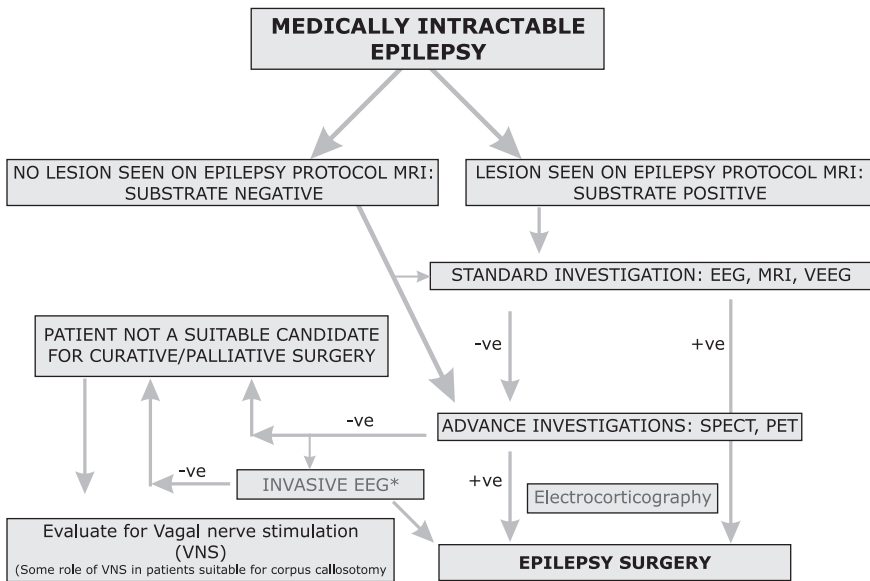 MEDICALLY INTRACTABLE
EPILEPSY
NO LESION SEEN ON EPILEPSY PROTOCOL MRI:
SUBSTRATE NEGATIVE
LESION SEEN ON EPILEPSY PROTOCOL MRI:
SUBSTRATE POSITIVE
STANDARD INVESTIGATION: EEG, MRI, VEEG
PATIENT NOT A SUITABLE CANDIDATE
FOR CURATIVE/PALLIATIVE SURGERY
-ve
+ve
ADVANCE INVESTIGATIONS: SPECT, PET
-ve
-ve
INVASIVE EEG*
+ve
Electrocorticography
Evaluate for Vagal nerve stimulation
(VNS)
(Some role of VNS in patients suitable for corpus callosotomy
EPILEPSY SURGERY